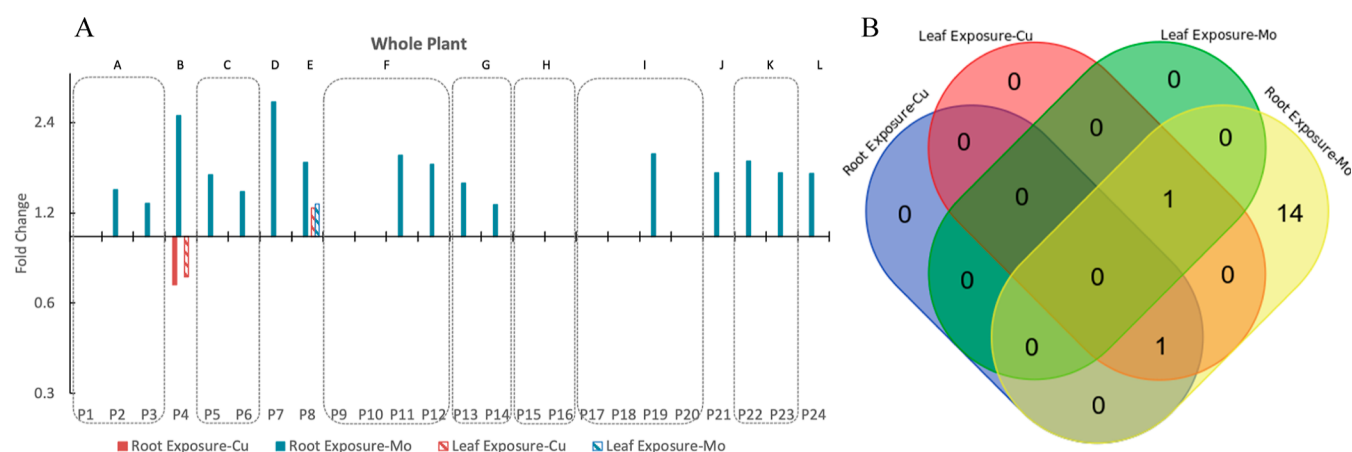 A
Whole Plant
A B C D E F G H I J K L
Fold Change
2.4
1.2
0.6
0.3
P1 P2 P3 P4 P5 P6 P7 P8 P9 P10 P11 P12 P13 P14 P15 P16 P17 P18 P19 P20 P21 P22 P23 P24
Root Exposure-Cu Root Exposure-Mo Leaf Exposure-Cu Leaf Exposure-Mo
B
Leaf Exposure-Cu Leaf Exposure-Mo
Root Exposure-Cu Root Exposure-Mo
0 0
0 0 0
0 0 1 14
0 0 0
0 1
0